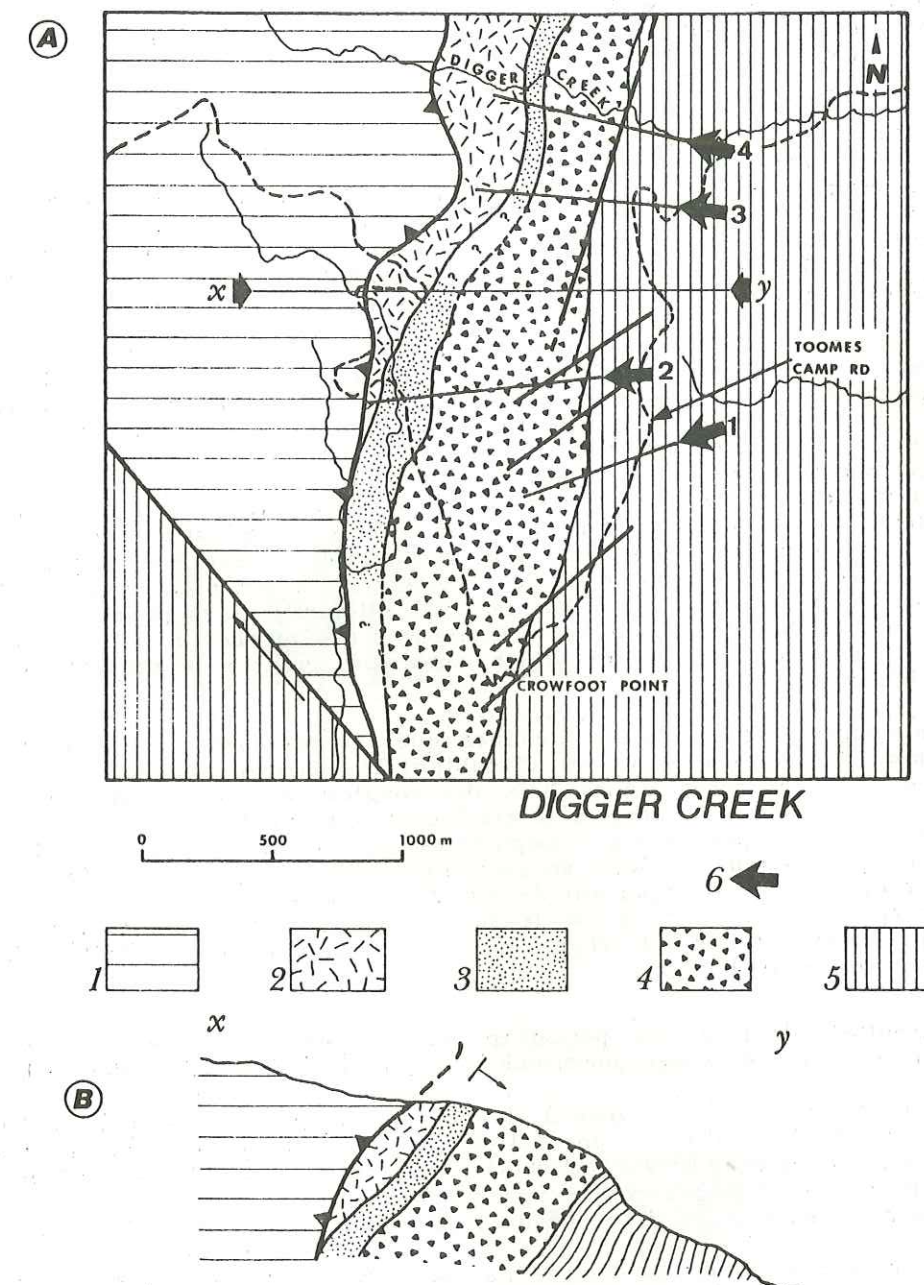 A
N
DIGGER CREEK
4
3
?
?
?
x
y
2
TOOMES
CAMP RD
1
?
CROWFOOT POINT
DIGGER CREEK
0 500 1000 m
6
1 2 3 4 5
x y
B